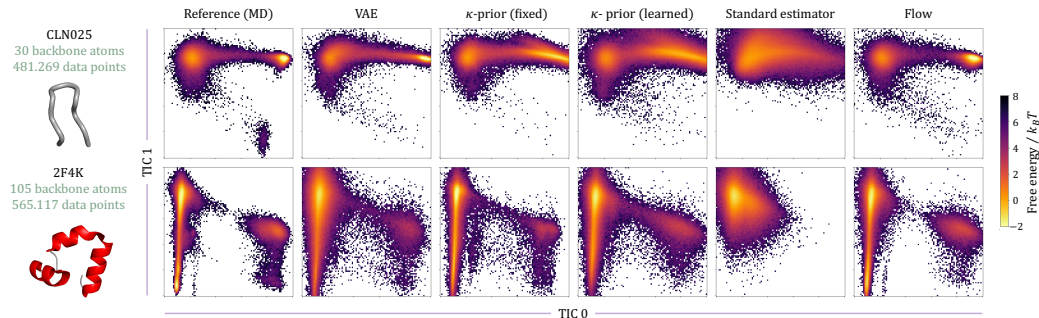 Reference (MD)
VAE
κ-prior (fixed)
κ- prior (learned)
Standard estimator
Flow
CLN025
30 backbone atoms
481.269 data points
2F4K
105 backbone atoms
565.117 data points
TIC 1
TIC 0
8
6
4
2
0
−2
Free energy / kBT